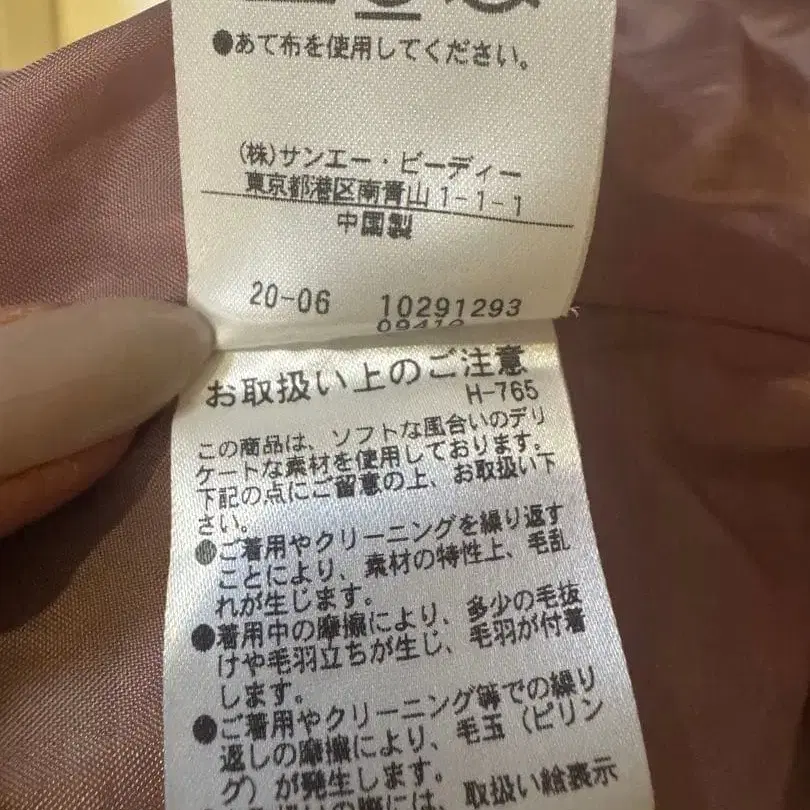 ●あて布を使用してください。
(株)サンエー・ビーディー
東京都港区南青山1-1-1
中国製
20-06 10291293
お取扱い上のご注意
H-765
この商品は、ソフトな風合いのデリ
ケートな素材を使用しております。
下記の点にご留意の上、お取扱い下
さい。
●ご着用やクリーニングを繰り返す
ことにより、素材の特性上、毛乱
れが生じます。
●着用中の摩擦により、多少の毛抜
けや毛羽立ちが生じ、毛羽が付着
します。
●ご着用やクリーニング等での繰り
返しの摩擦により、毛玉（ピリン
グ）が発生します。
の際には、取扱い絵表示